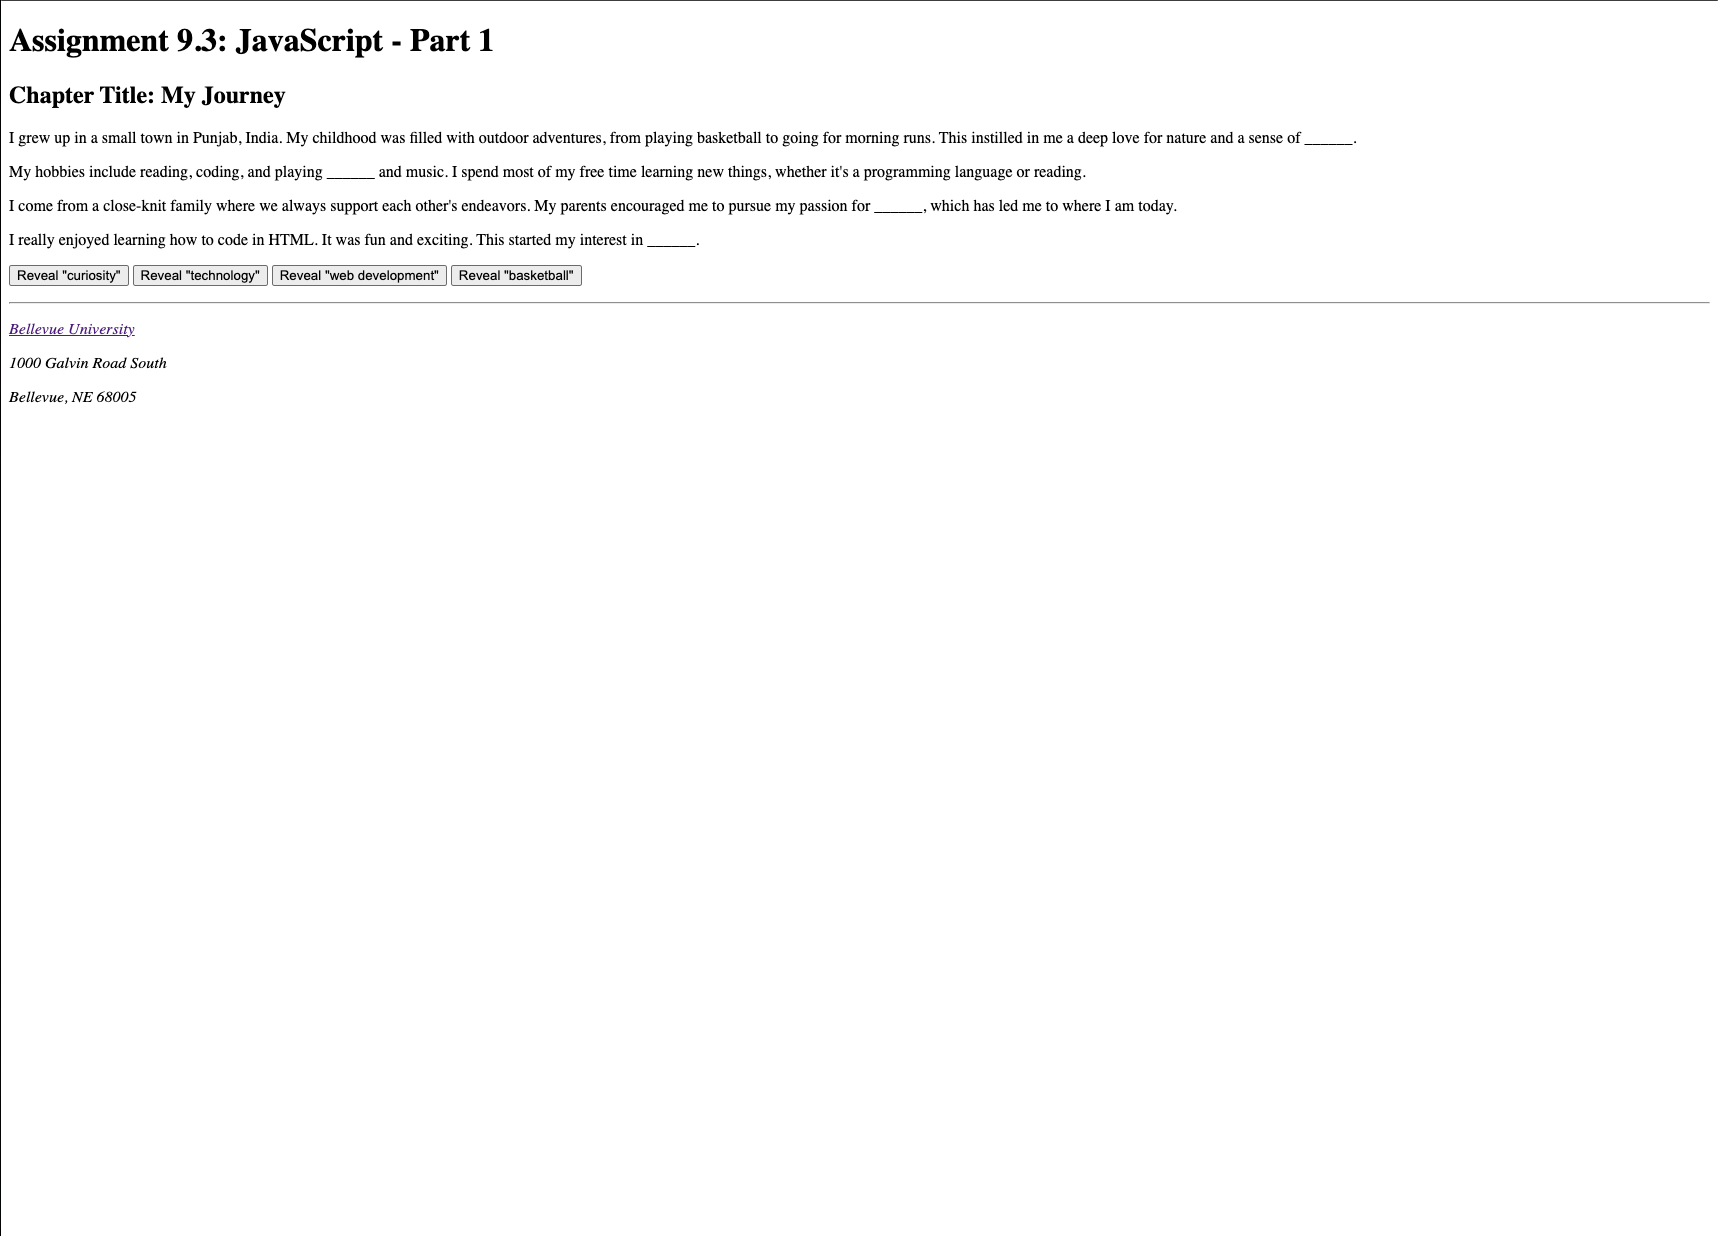 Assignment 9.3: JavaScript - Part 1
Chapter Title: My Journey
I grew up in a small town in Punjab, India. My childhood was filled with outdoor adventures, from playing basketball to going for morning runs. This instilled in me a deep love for nature and a sense of ______.
My hobbies include reading, coding, and playing ______ and music. I spend most of my free time learning new things, whether it's a programming language or reading.
I come from a close-knit family where we always support each other's endeavors. My parents encouraged me to pursue my passion for ______, which has led me to where I am today.
I really enjoyed learning how to code in HTML. It was fun and exciting. This started my interest in ______.
Reveal "curiosity" Reveal "technology" Reveal "web development" Reveal "basketball"
Bellevue University
1000 Galvin Road South
Bellevue, NE 68005